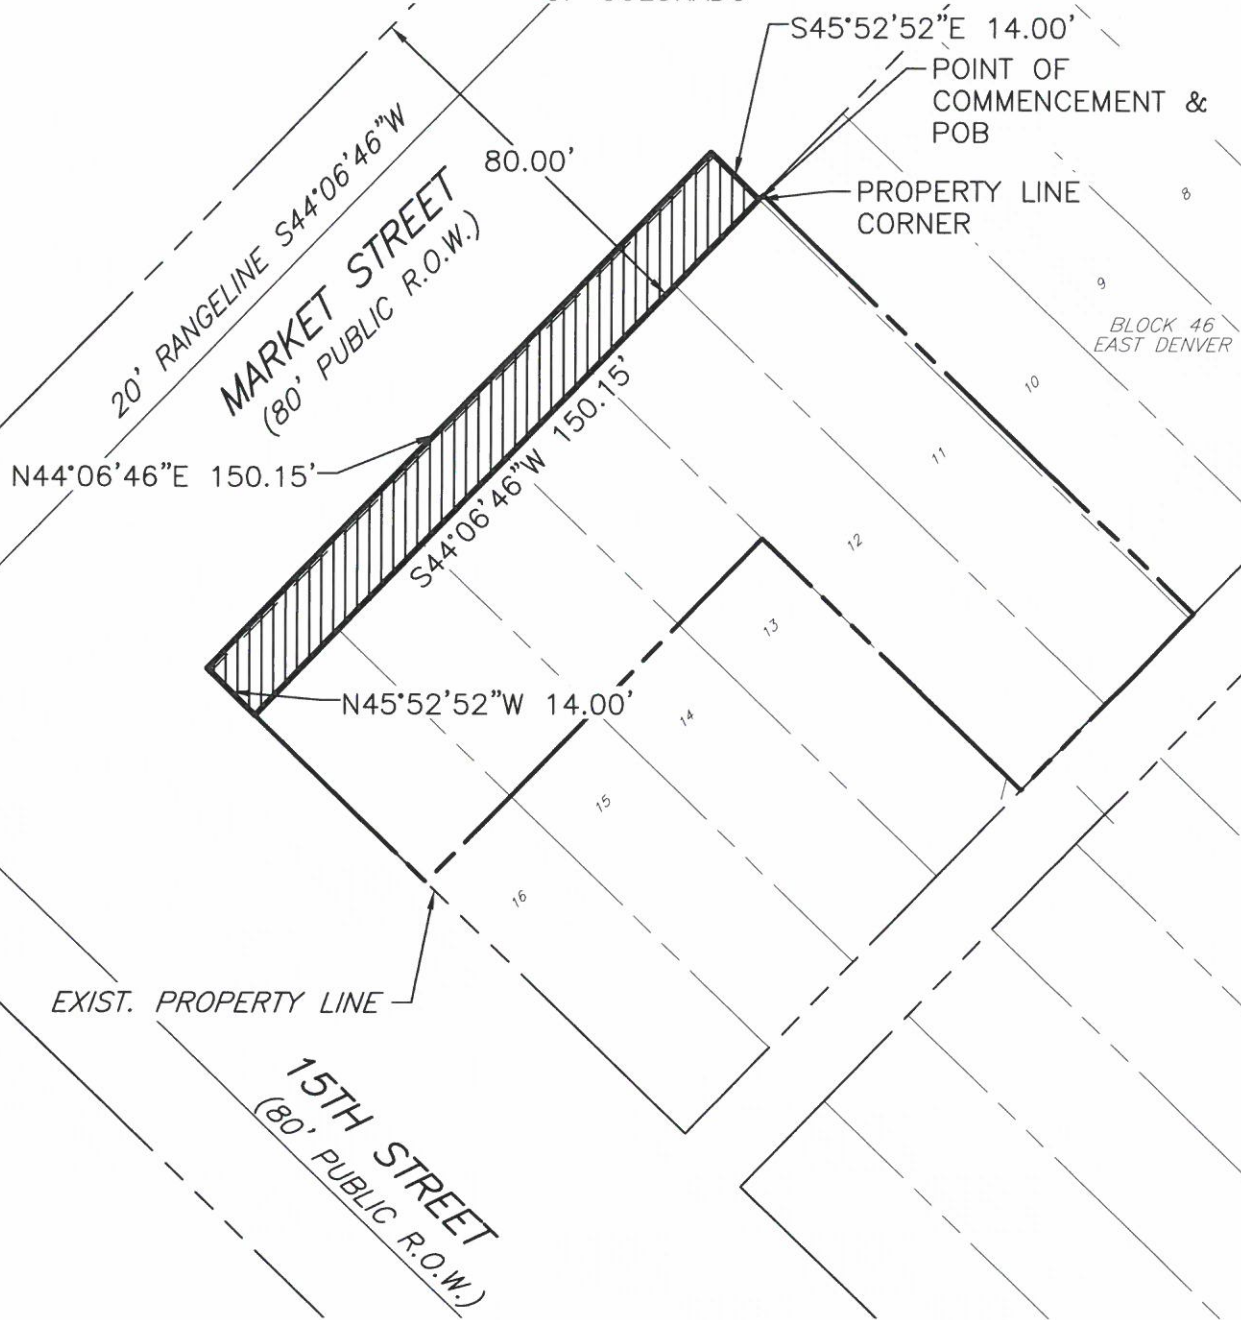 S45°52'52"E 14.00'
POINT OF
COMMENCEMENT &
POB
80.00'
PROPERTY LINE
CORNER
20' RANGELINE S44°06'46"W
MARKET STREET
(80' PUBLIC R.O.W.)
8
9
BLOCK 46
EAST DENVER
10
11
12
13
14
15
16
N44°06'46"E 150.15'
S44°06'46"W 150.15'
N45°52'52"W 14.00'
EXIST. PROPERTY LINE
15TH STREET
(80' PUBLIC R.O.W.)